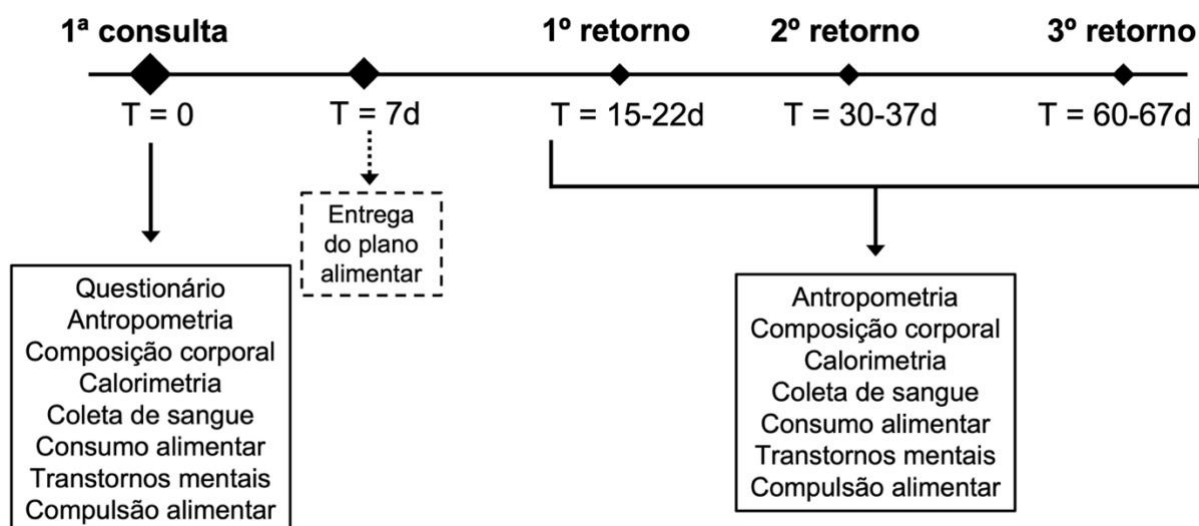 1ª consulta
1º retorno
2º retorno
3º retorno
T = 0
T = 7d
T = 15-22d
T = 30-37d
T = 60-67d
Entrega
do plano
alimentar
Questionário
Antropometria
Composição corporal
Calorimetria
Coleta de sangue
Consumo alimentar
Transtornos mentais
Compulsão alimentar
Antropometria
Composição corporal
Calorimetria
Coleta de sangue
Consumo alimentar
Transtornos mentais
Compulsão alimentar